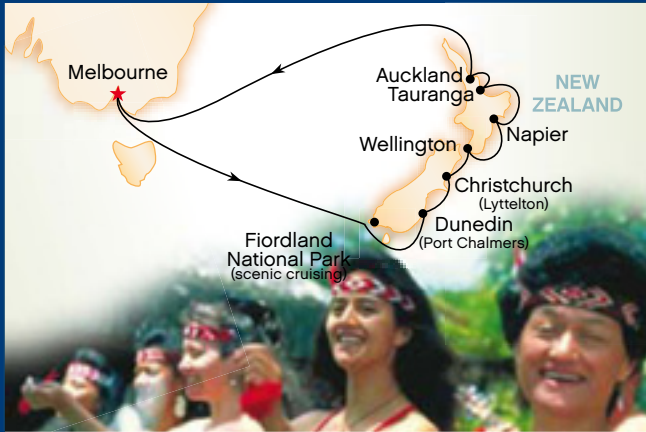 Melbourne
Auckland
Tauranga
NEW
ZEALAND
Napier
Wellington
Christchurch
(Lyttelton)
Dunedin
(Port Chalmers)
Fiordland
National Park
(scenic cruising)